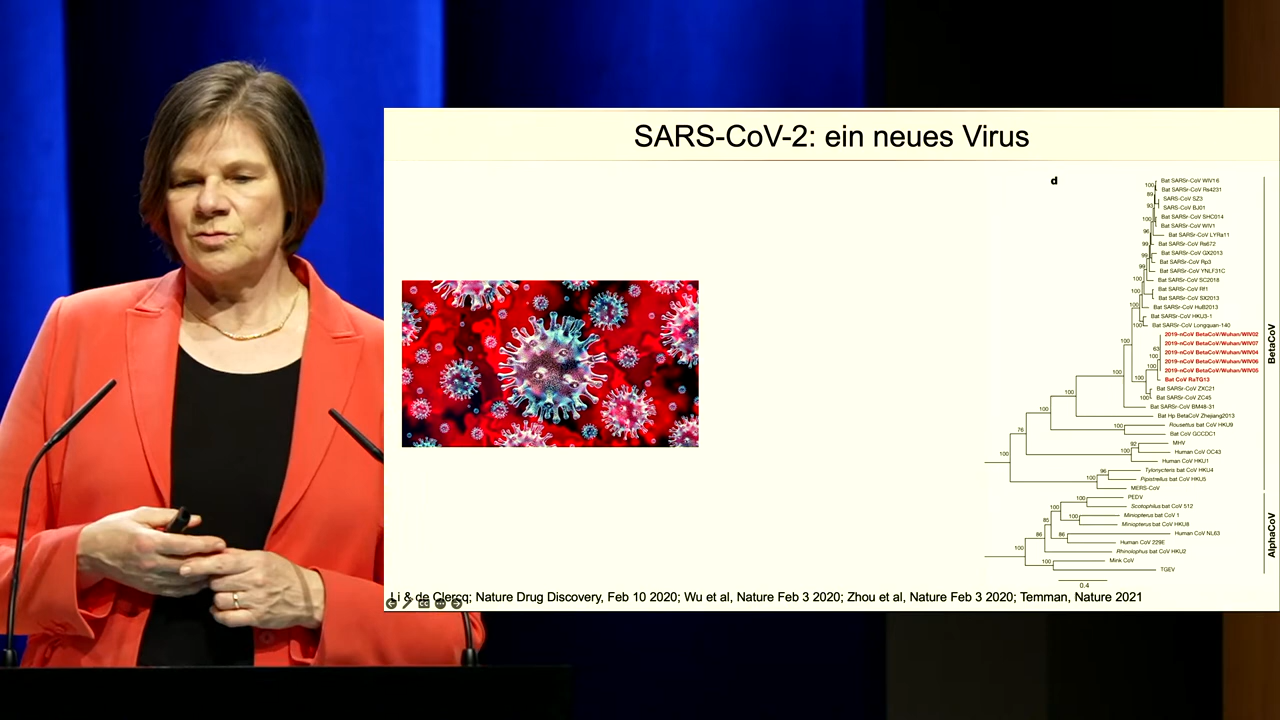 SARS-CoV-2: ein neues Virus
d
Bat SARSr-CoV WIV16
Bat SARSr-CoV Rs4231
SARS-CoV SZ3
SARS-CoV BJ01
Bat SARSr-CoV SHC014
Bat SARSr-CoV WIV1
Bat SARSr-CoV LYRa11
Bat SARSr-CoV Rs672
Bat SARSr-CoV GX2013
Bat SARSr-CoV Rp3
Bat SARSr-CoV YNLF31C
Bat SARSr-CoV SC2018
Bat SARSr-CoV Rf1
Bat SARSr-CoV SX2013
Bat SARSr-CoV HuB2013
Bat SARSr-CoV HKU3-1
Bat SARSr-CoV Longquan-140
2019-nCoV BetaCoV/Wuhan/WIV02
2019-nCoV BetaCoV/Wuhan/WIV07
2019-nCoV BetaCoV/Wuhan/WIV04
2019-nCoV BetaCoV/Wuhan/WIV06
2019-nCoV BetaCoV/Wuhan/WIV05
Bat CoV RaTG13
Bat SARSr-CoV ZXC21
Bat SARSr-CoV ZC45
Bat SARSr-CoV BM48-31
Bat Hp BetaCoV Zhejiang2013
Rousettus bat CoV HKU9
Bat CoV GCCDC1
MHV
Human CoV OC43
Human CoV HKU1
Tylonycteris bat CoV HKU4
Pipistrellus bat CoV HKU5
MERS-CoV
PEDV
Scotophilus bat CoV 512
Miniopterus bat CoV 1
Miniopterus bat CoV HKU8
Human CoV NL63
Human CoV 229E
Rhinolophus bat CoV HKU2
Mink CoV
TGEV
BetaCoV
AlphaCoV
0.4
Li & de Clercq; Nature Drug Discovery, Feb 10 2020; Wu et al, Nature Feb 3 2020; Zhou et al, Nature Feb 3 2020; Temman, Nature 2021